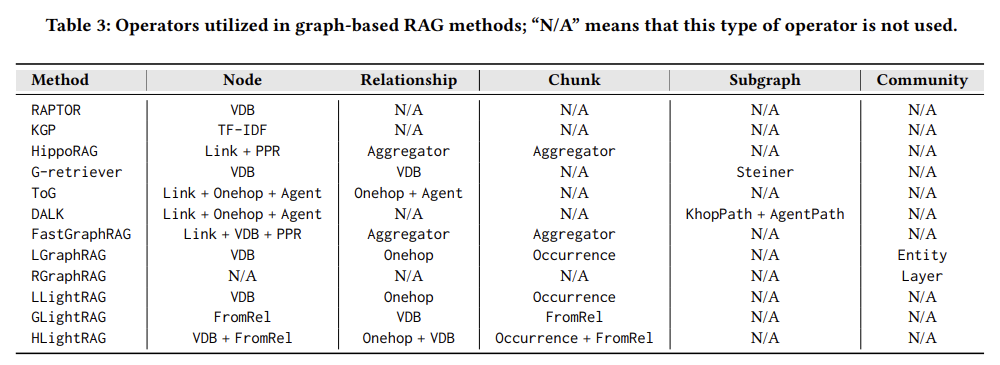 Table 3: Operators utilized in graph-based RAG methods; “N/A” means that this type of operator is not used.
Method Node Relationship Chunk Subgraph Community
RAPTOR VDB N/A N/A N/A N/A
KGP TF-IDF N/A N/A N/A N/A
HippoRAG Link + PPR Aggregator Aggregator N/A N/A
G-retriever VDB VDB N/A Steiner N/A
ToG Link + Onehop + Agent Onehop + Agent N/A N/A N/A
DALK Link + Onehop + Agent N/A N/A KhopPath + AgentPath N/A
FastGraphRAG Link + VDB + PPR Aggregator Aggregator N/A N/A
LGraphRAG VDB Onehop Occurrence N/A Entity
RGraphRAG N/A N/A N/A N/A Layer
LLightRAG VDB Onehop Occurrence N/A N/A
GLightRAG FromRel VDB FromRel N/A N/A
HLightRAG VDB + FromRel Onehop + VDB Occurrence + FromRel N/A N/A